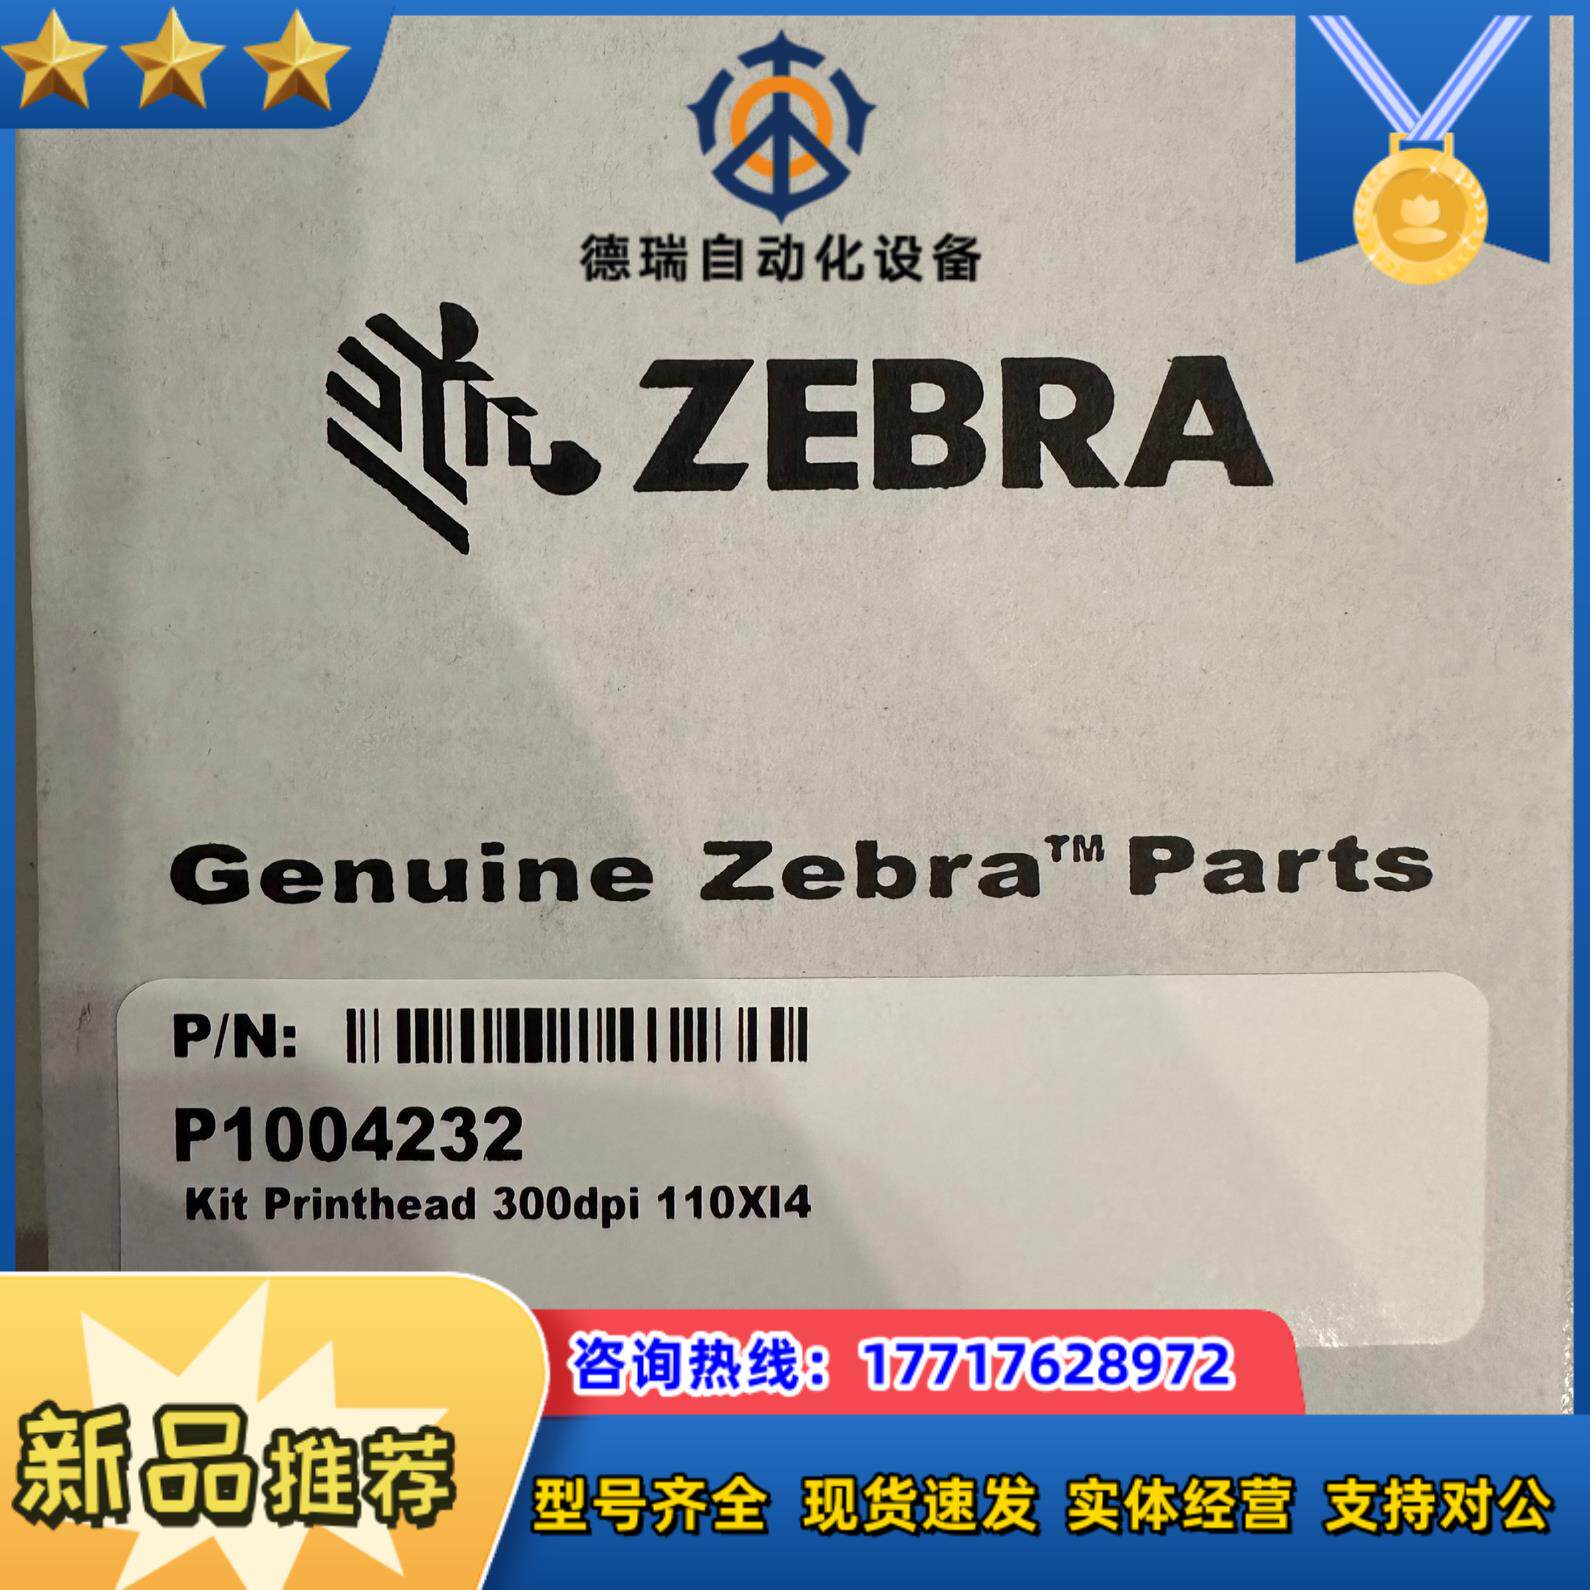 德瑞自动化设备
ZEBRA
Genuine Zebra™ Parts
P/N:
P1004232
Kit Printhead 300dpi 110XI4
咨询热线：17717628972
新品推荐
型号齐全 现货速发 实体经营 支持对公